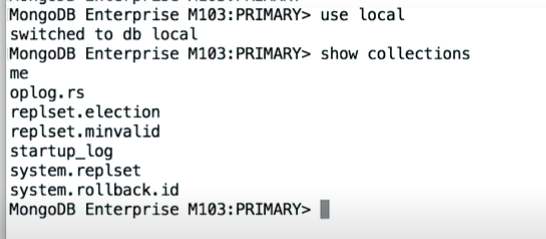 MongoDB Enterprise M103:PRIMARY> use local
switched to db local
MongoDB Enterprise M103:PRIMARY> show collections
me
oplog.rs
replset.election
replset.minvalid
startup_log
system.replset
system.rollback.id
MongoDB Enterprise M103:PRIMARY>